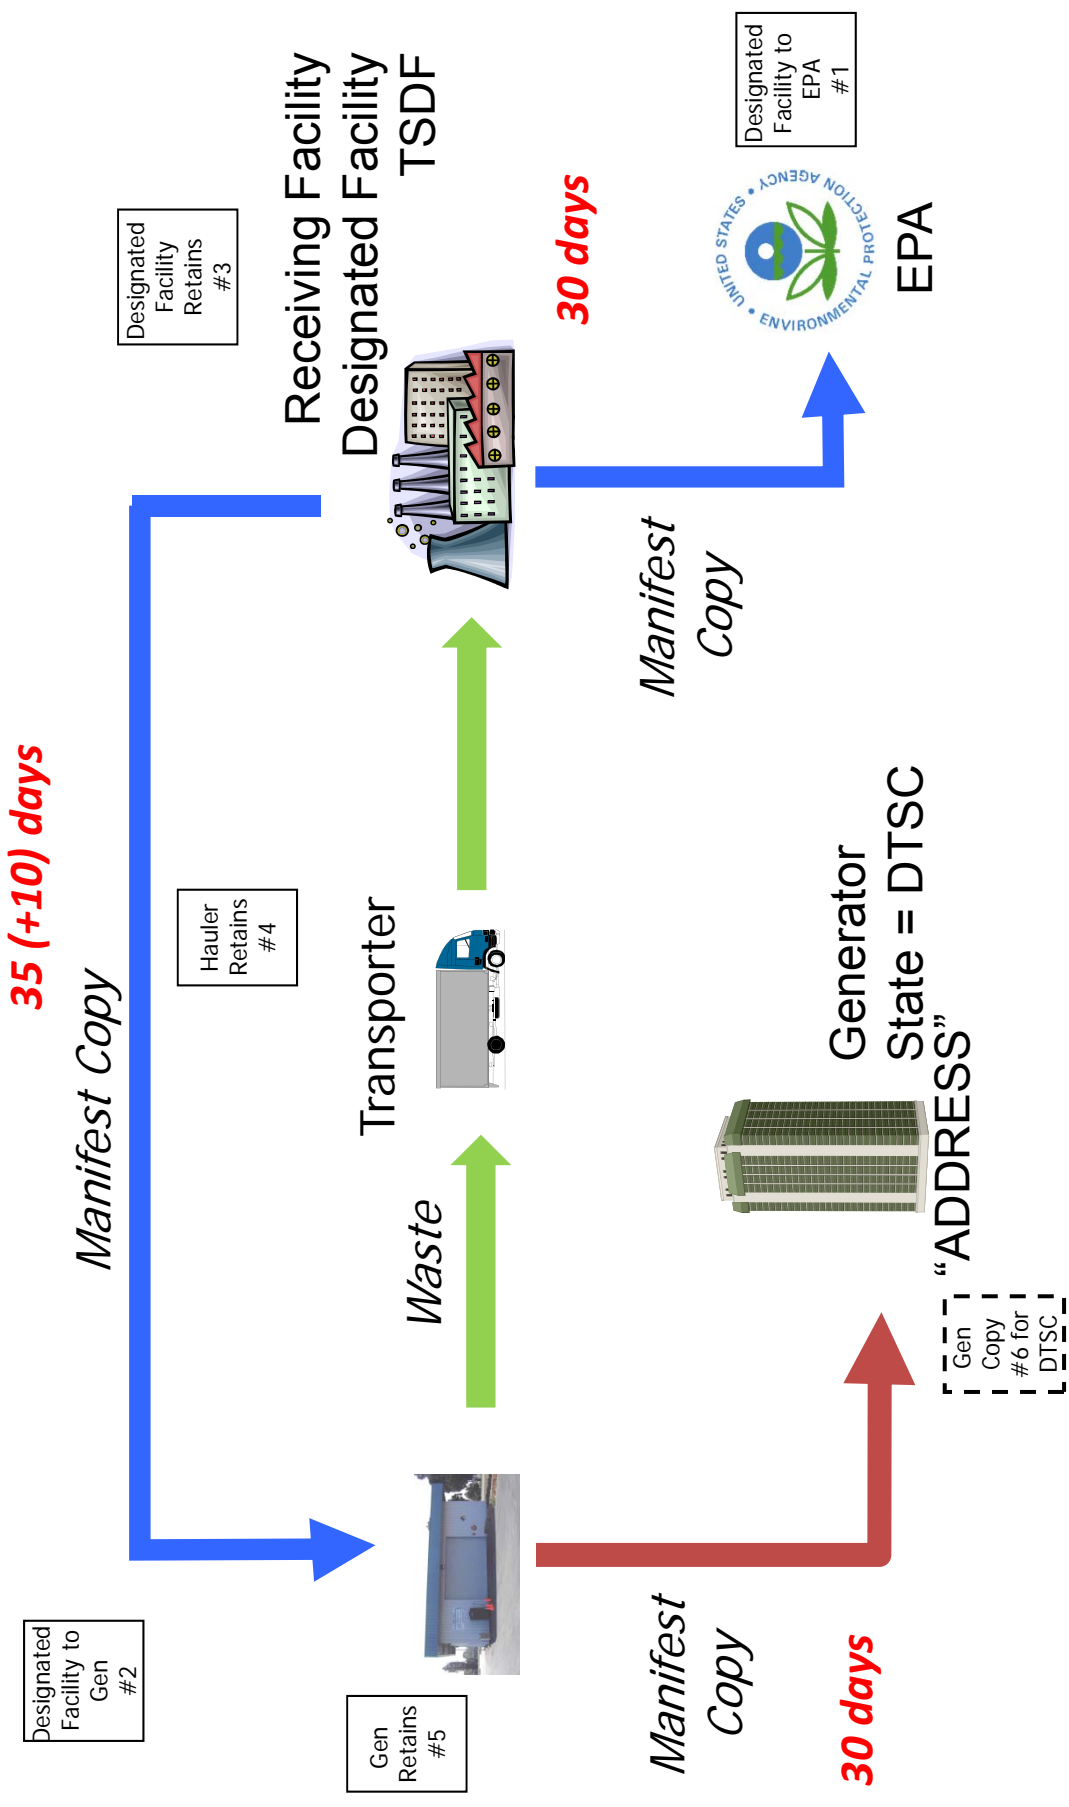 35 (+10) days
Designated
Facility to
Gen
#2
Manifest Copy
Designated
Facility
Retains
#3
Hauler
Retains
#4
Receiving Facility
Designated Facility
TSDF
Gen
Retains
#5
Transporter
Waste
30 days
Manifest
Copy
Manifest
Copy
30 days
Designated
Facility to
EPA
#1
UNITED STATES • ENVIRONMENTAL PROTECTION AGENCY •
EPA
Generator
State = DTSC
“ADDRESS”
Gen
Copy
#6 for
DTSC